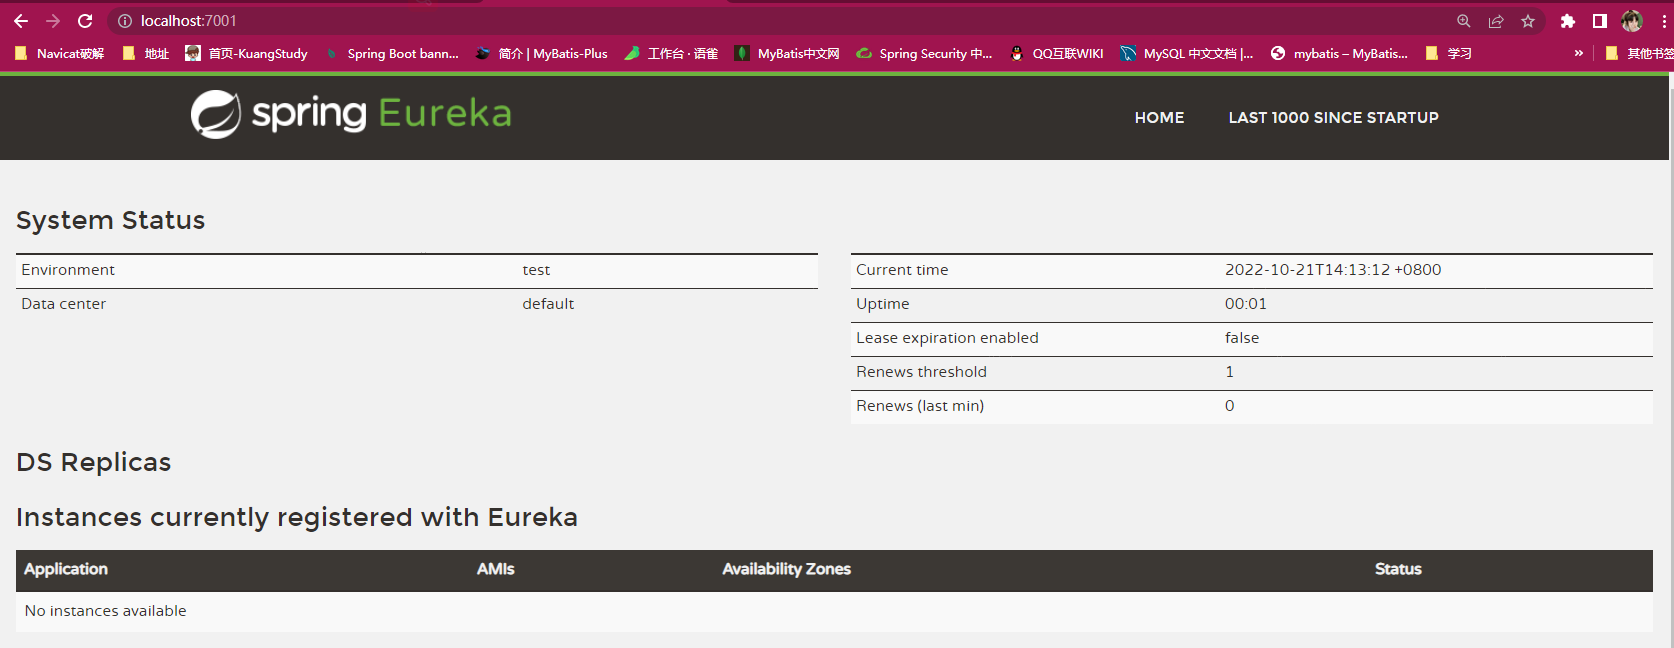 localhost:7001
Navicat破解 地址 首页-KuangStudy Spring Boot bann... 简介 | MyBatis-Plus 工作台 · 语雀 MyBatis中文网 Spring Security 中... QQ互联WIKI MySQL 中文文档 |... mybatis – MyBatis... 学习 » 其他书签
spring Eureka HOME LAST 1000 SINCE STARTUP
System Status
Environment test
Data center default
Current time 2022-10-21T14:13:12 +0800
Uptime 00:01
Lease expiration enabled false
Renews threshold 1
Renews (last min) 0
DS Replicas
Instances currently registered with Eureka
Application AMIs Availability Zones Status
No instances available